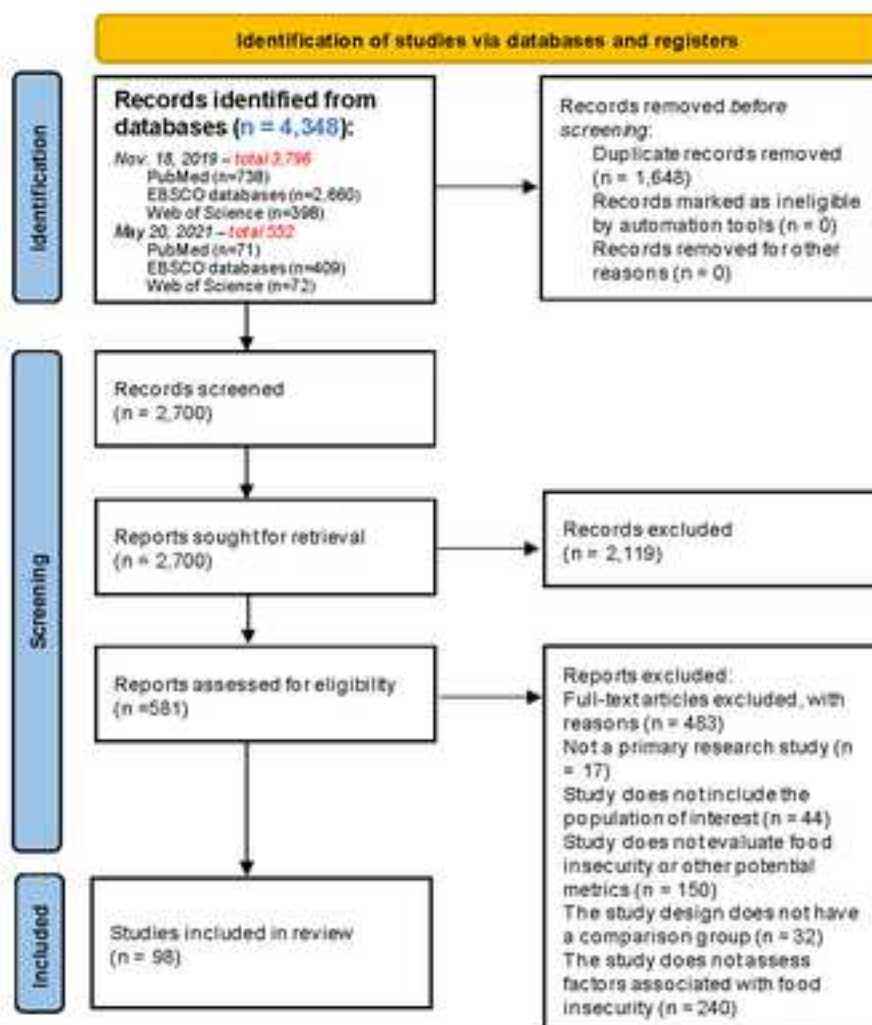 Identification of studies via databases and registers
Identification
Records identified from
databases (n = 4,348):
Nov. 18, 2019 – total 3,796
PubMed (n=738)
EBSCO databases (n=2,660)
Web of Science (n=398)
May 20, 2021 – total 552
PubMed (n=71)
EBSCO databases (n=409)
Web of Science (n=72)
Records removed before
screening:
Duplicate records removed
(n = 1,648)
Records marked as ineligible
by automation tools (n = 0)
Records removed for other
reasons (n = 0)
Screening
Records screened
(n = 2,700)
Reports sought for retrieval
(n = 2,700)
Records excluded
(n = 2,119)
Reports assessed for eligibility
(n =581)
Reports excluded:
Full-text articles excluded, with
reasons (n = 483)
Not a primary research study (n
= 17)
Study does not include the
population of interest (n = 44)
Study does not evaluate food
insecurity or other potential
metrics (n = 150)
The study design does not have
a comparison group (n = 32)
The study does not assess
factors associated with food
insecurity (n = 240)
Included
Studies included in review
(n = 98)